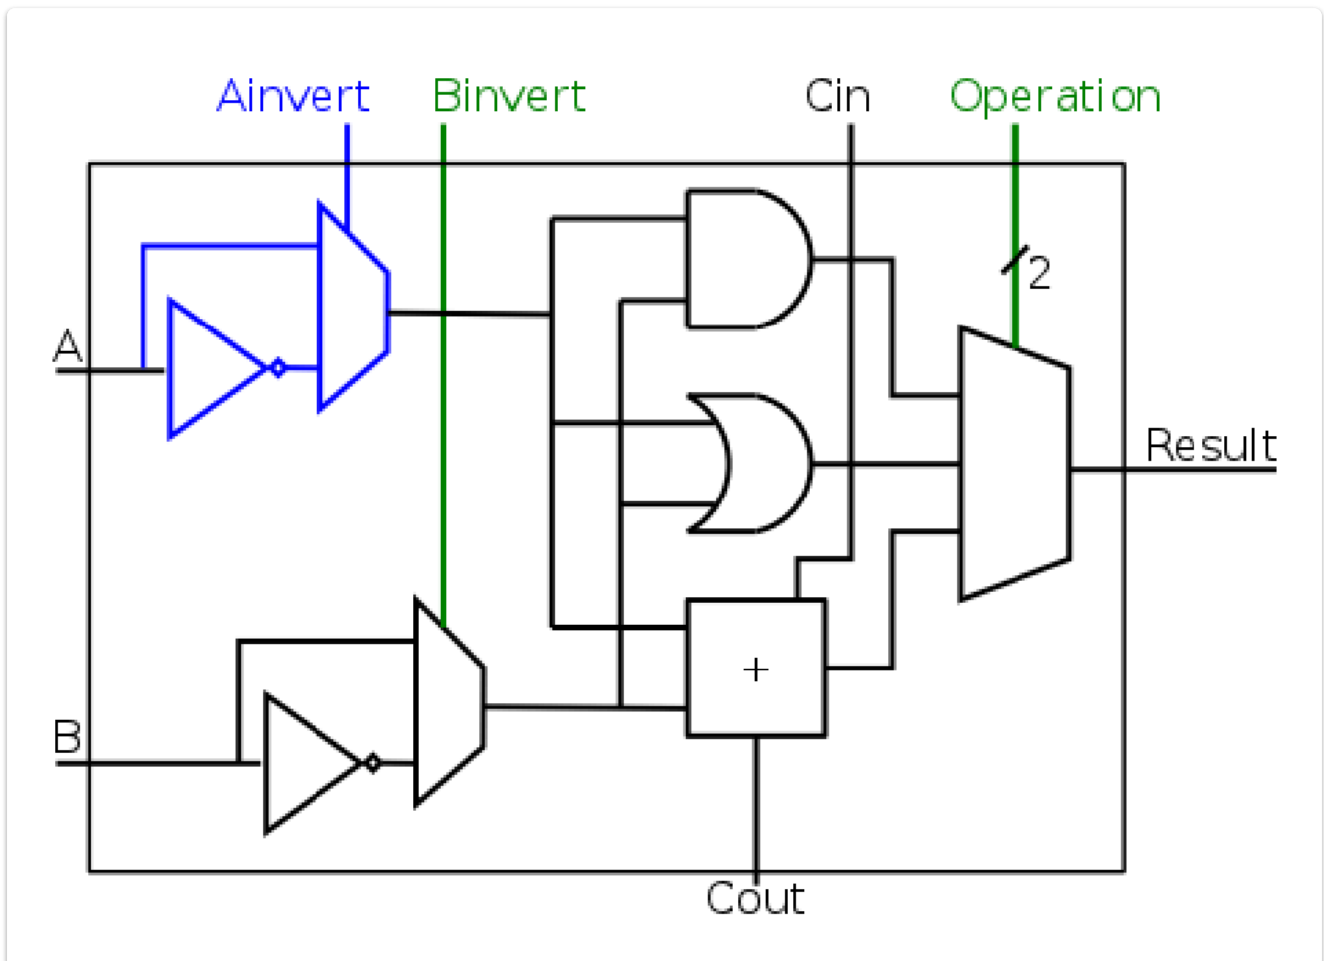 Ainvert
Binvert
Cin
Operation
2
A
Result
+
B
Cout